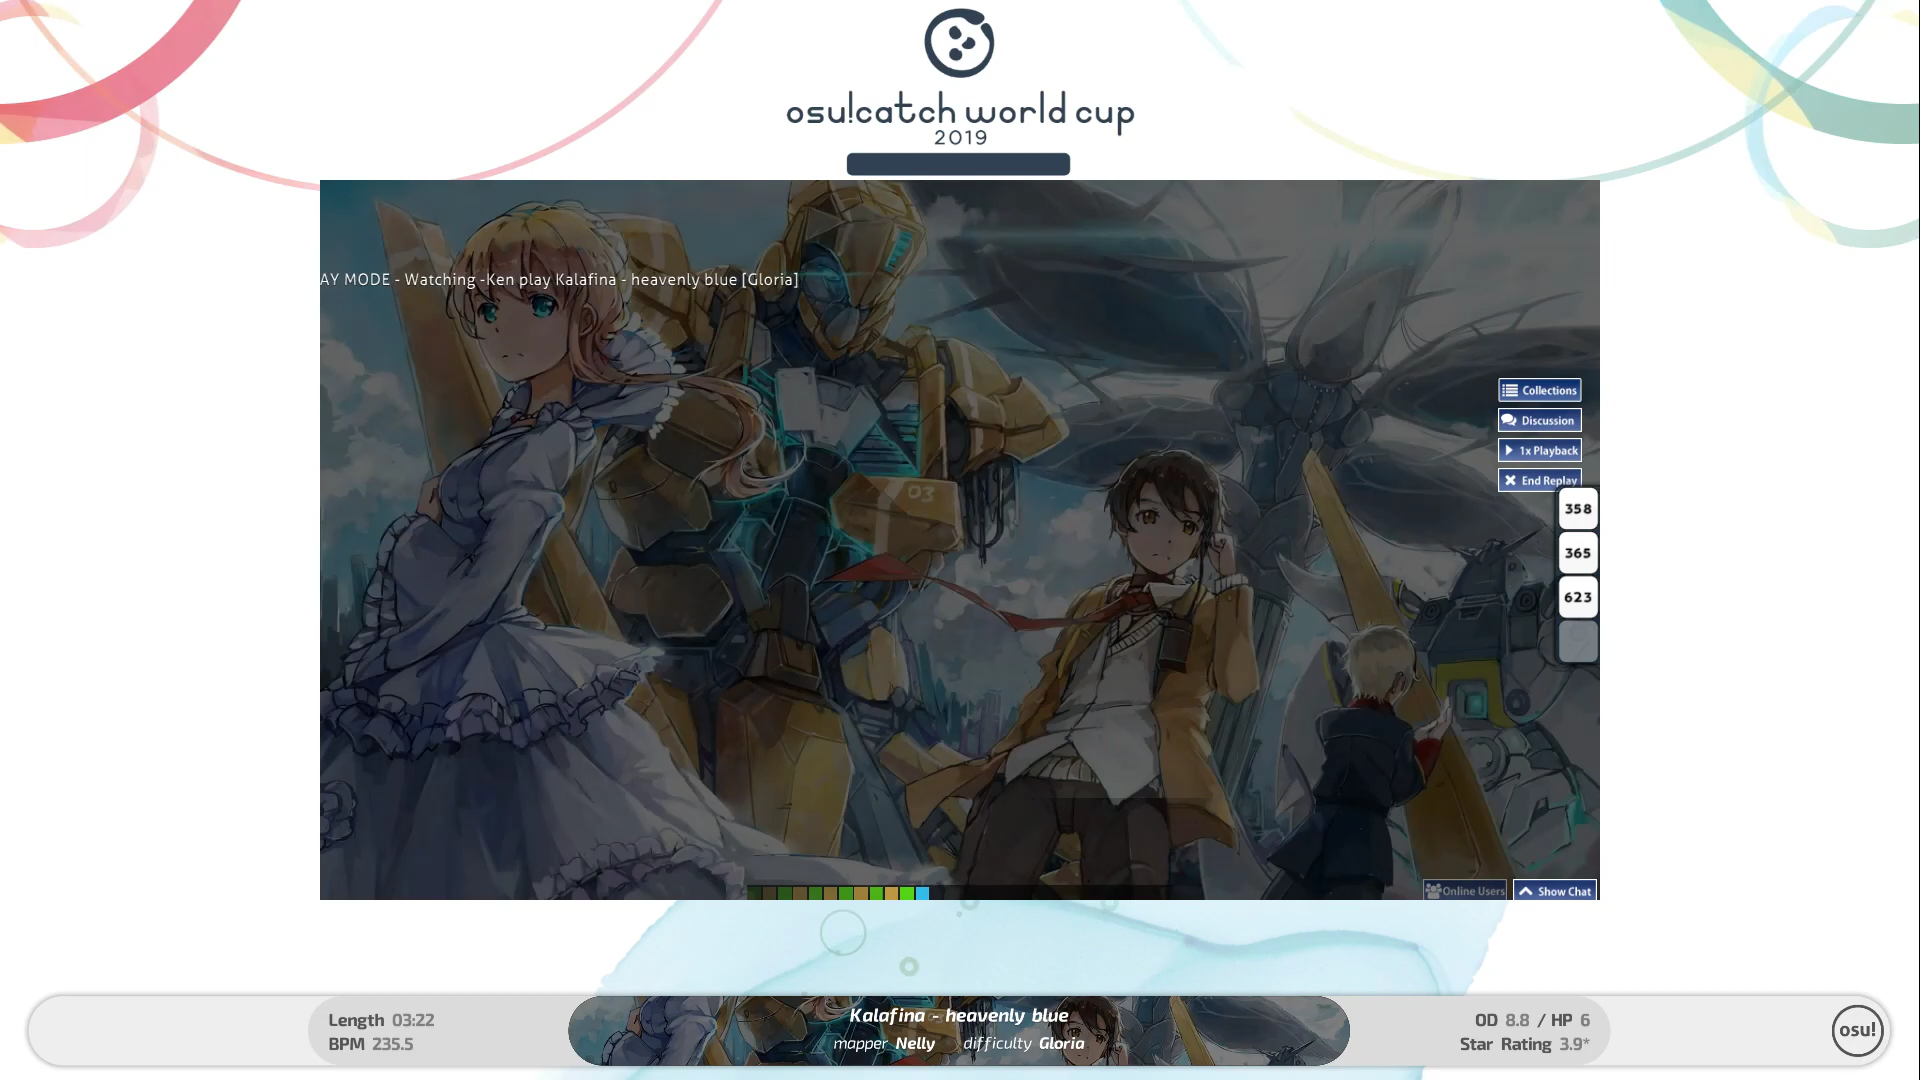 osu!catch world cup
2019
AY MODE - Watching -Ken play Kalafina - heavenly blue [Gloria]
03
Collections
Discussion
1x Playback
End Replay
358
365
623
Online Users
Show Chat
Length 03:22
BPM 235.5
Kalafina - heavenly blue
mapper Nelly difficulty Gloria
OD 8.8 / HP 6
Star Rating 3.9*
osu!